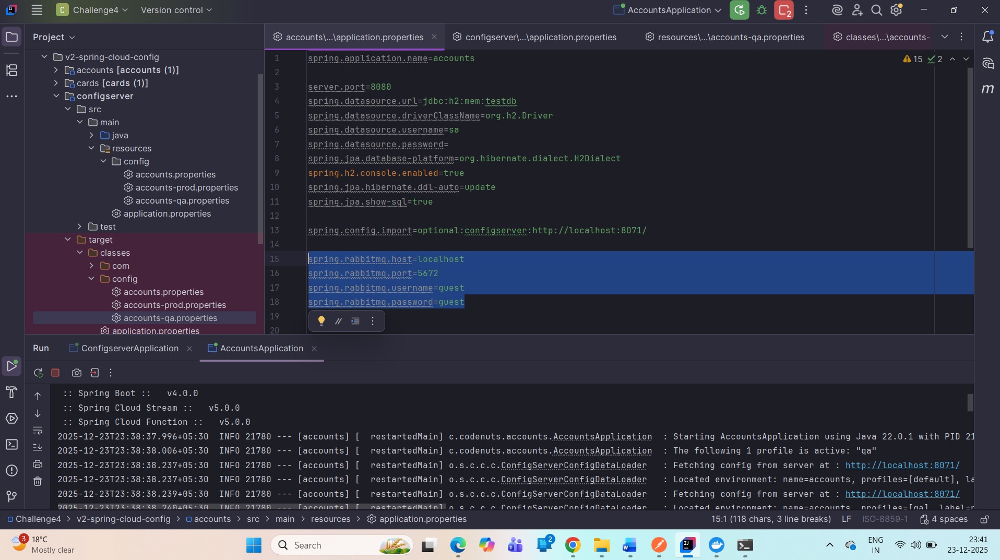 C Challenge4 Version control AccountsApplication 2
Project
accounts\...\application.properties configserver\...\application.properties resources\...\accounts-qa.properties classes\...\accounts-
v2-spring-cloud-config
accounts [accounts (1)]
cards [cards (1)]
configserver
src
main
java
resources
config
accounts.properties
accounts-prod.properties
accounts-qa.properties
application.properties
test
target
classes
com
config
accounts.properties
accounts-prod.properties
accounts-qa.properties
application.properties
15 2
1 spring.application.name=accounts
2
3 server.port=8080
4 spring.datasource.url=jdbc:h2:mem:testdb
5 spring.datasource.driverClassName=org.h2.Driver
6 spring.datasource.username=sa
7 spring.datasource.password=
8 spring.jpa.database-platform=org.hibernate.dialect.H2Dialect
9 spring.h2.console.enabled=true
10 spring.jpa.hibernate.ddl-auto=update
11 spring.jpa.show-sql=true
12
13 spring.config.import=optional:configserver:http://localhost:8071/
14
15 spring.rabbitmq.host=localhost
16 spring.rabbitmq.port=5672
17 spring.rabbitmq.username=guest
18 spring.rabbitmq.password=guest
19
20
Run ConfigserverApplication AccountsApplication
:: Spring Boot :: v4.0.0
:: Spring Cloud Stream :: v5.0.0
:: Spring Cloud Function :: v5.0.0
2025-12-23T23:38:37.996+05:30 INFO 21780 --- [accounts] [ restartedMain] c.codenuts.accounts.AccountsApplication : Starting AccountsApplication using Java 22.0.1 with PID 21
2025-12-23T23:38:38.006+05:30 INFO 21780 --- [accounts] [ restartedMain] c.codenuts.accounts.AccountsApplication : The following 1 profile is active: "qa"
2025-12-23T23:38:38.237+05:30 INFO 21780 --- [accounts] [ restartedMain] o.s.c.c.c.ConfigServerConfigDataLoader : Fetching config from server at : http://localhost:8071/
2025-12-23T23:38:38.237+05:30 INFO 21780 --- [accounts] [ restartedMain] o.s.c.c.c.ConfigServerConfigDataLoader : Located environment: name=accounts, profiles=[default], la
2025-12-23T23:38:38.239+05:30 INFO 21780 --- [accounts] [ restartedMain] o.s.c.c.c.ConfigServerConfigDataLoader : Fetching config from server at : http://localhost:8071/
2025-12-23T23:38:38.240+05:30 INFO 21780 --- [accounts] [ restartedMain] o.s.c.c.c.ConfigServerConfigDataLoader : Located environment: name=accounts, profiles=[qa], label=n
Challenge4 > v2-spring-cloud-config > accounts > src > main > resources > application.properties 15:1 (118 chars, 3 line breaks) LF ISO-8859-1 4 spaces
3 18°C
Mostly clear
Search
2
ENG
IN
23:41
23-12-2025